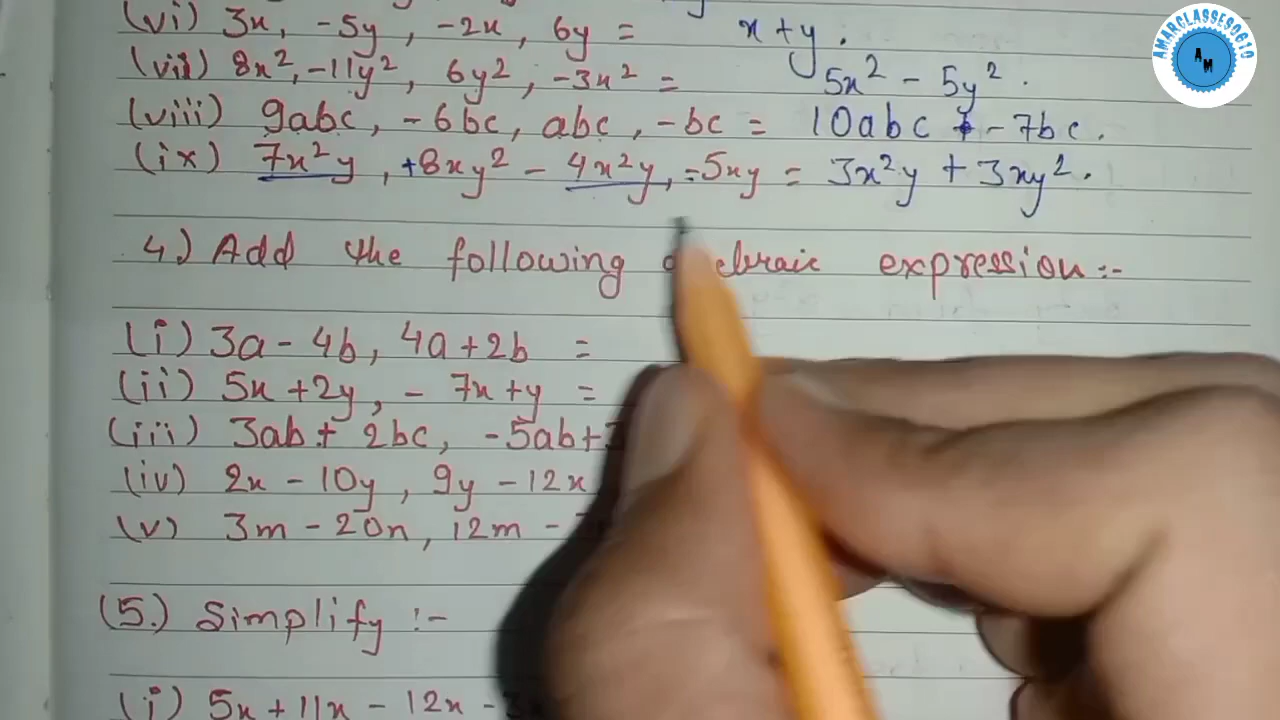 (vi) 3x, -5y, -2x, 6y = x + y.
(vii) 8x², -11y², 6y², -3x² = 5x² - 5y².
(viii) 9abc, -6bc, abc, -bc = 10abc - 7bc.
(ix) 7x²y, +8xy² - 4x²y, -5xy = 3x²y + 3xy².
4.) Add the following expression :-
(i) 3a - 4b, 4a + 2b =
(ii) 5x + 2y, - 7x + y =
(iii) 3ab + 2bc, -5ab +
(iv) 2x - 10y, 9y - 12x
(v) 3m - 20n, 12m -
(5.) Simplify :-
(i) 5x + 11x - 12x -
AMARCLASSES0610
AM